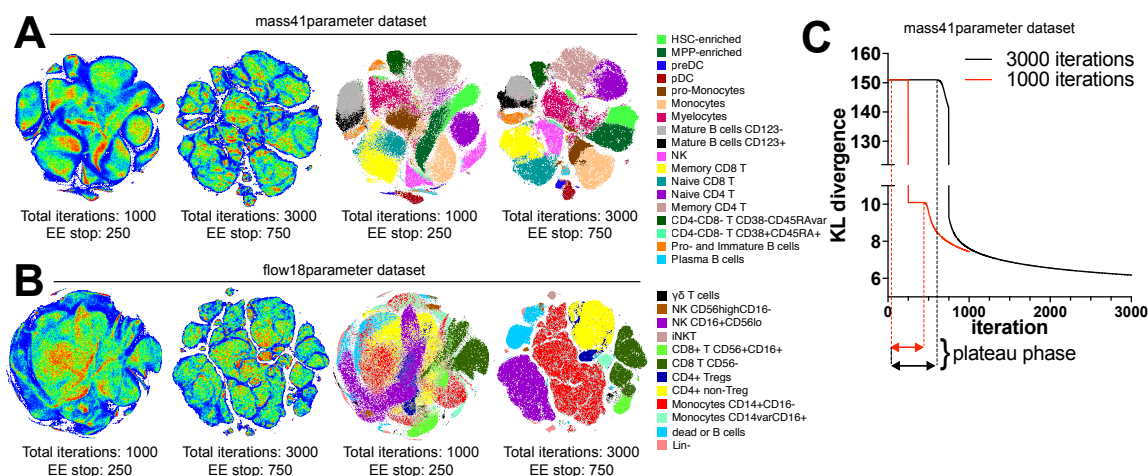 A
mass41parameter dataset
Total iterations: 1000
EE stop: 250
Total iterations: 3000
EE stop: 750
Total iterations: 1000
EE stop: 250
Total iterations: 3000
EE stop: 750
HSC-enriched
MPP-enriched
preDC
pDC
pro-Monocytes
Monocytes
Myelocytes
Mature B cells CD123-
Mature B cells CD123+
NK
Memory CD8 T
Naive CD8 T
Naive CD4 T
Memory CD4 T
CD4-CD8- T CD38-CD45RAvar
CD4-CD8- T CD38+CD45RA+
Pro- and Immature B cells
Plasma B cells
B
flow18parameter dataset
Total iterations: 1000
EE stop: 250
Total iterations: 3000
EE stop: 750
Total iterations: 1000
EE stop: 250
Total iterations: 3000
EE stop: 750
γδ T cells
NK CD56highCD16-
NK CD16+CD56lo
iNKT
CD8+ T CD56+CD16+
CD8 T CD56-
CD4+ Tregs
CD4+ non-Treg
Monocytes CD14+CD16-
Monocytes CD14varCD16+
dead or B cells
Lin-
C
mass41parameter dataset
3000 iterations
1000 iterations
KL divergence
160
150
140
130
10
8
6
0
1000
2000
3000
iteration
plateau phase